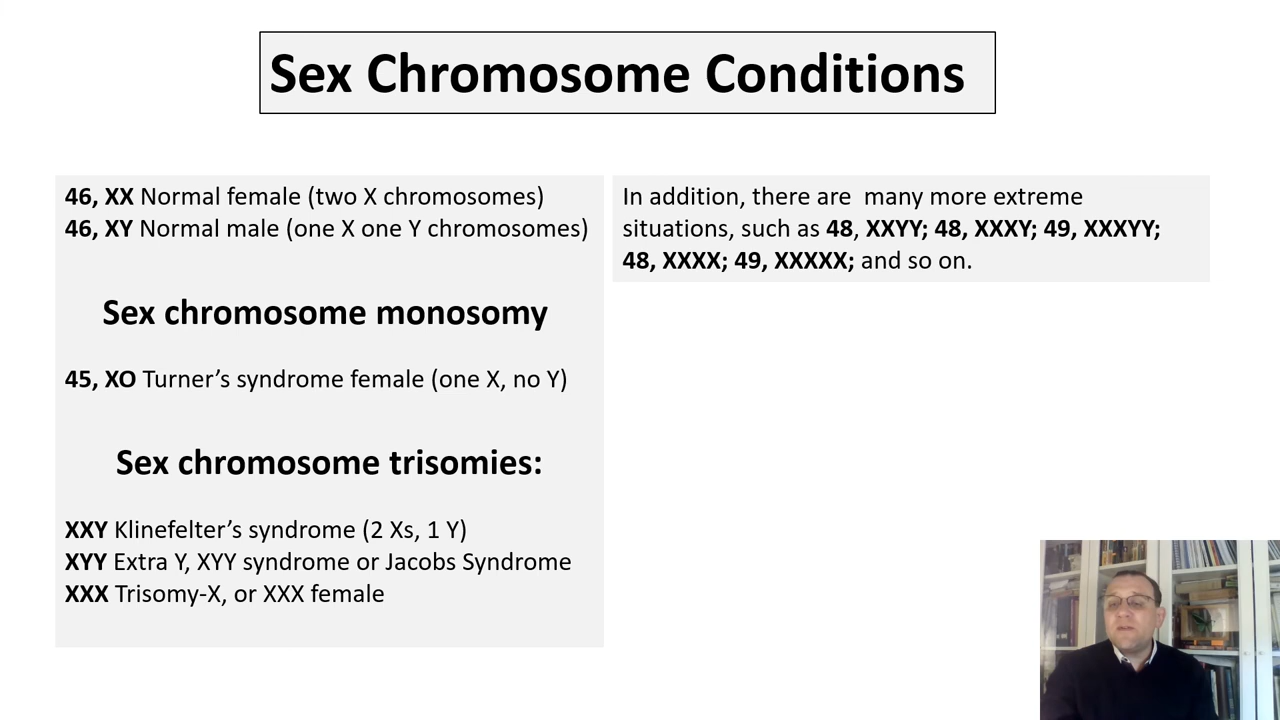 Sex Chromosome Conditions
46, XX Normal female (two X chromosomes)
46, XY Normal male (one X one Y chromosomes)
Sex chromosome monosomy
45, XO Turner’s syndrome female (one X, no Y)
Sex chromosome trisomies:
XXY Klinefelter’s syndrome (2 Xs, 1 Y)
XYY Extra Y, XYY syndrome or Jacobs Syndrome
XXX Trisomy-X, or XXX female
In addition, there are  many more extreme
situations, such as 48, XXYY; 48, XXXY; 49, XXXYY;
48, XXXX; 49, XXXXX; and so on.